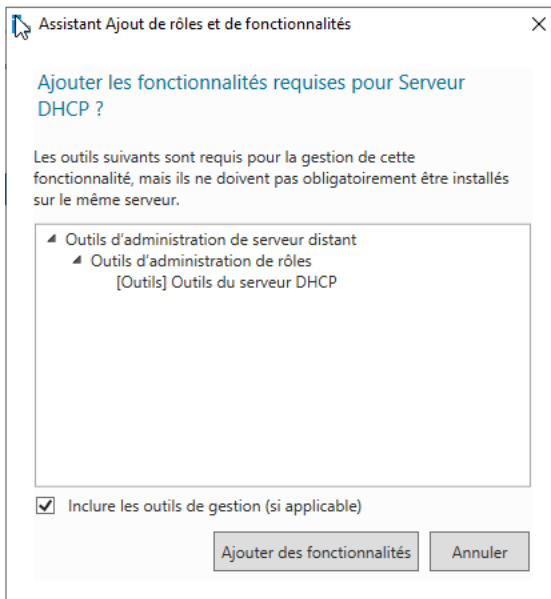 Assistant Ajout de rôles et de fonctionnalités
Ajouter les fonctionnalités requises pour Serveur
DHCP ?
Les outils suivants sont requis pour la gestion de cette
fonctionnalité, mais ils ne doivent pas obligatoirement être installés
sur le même serveur.
Outils d'administration de serveur distant
Outils d'administration de rôles
[Outils] Outils du serveur DHCP
Inclure les outils de gestion (si applicable)
Ajouter des fonctionnalités Annuler